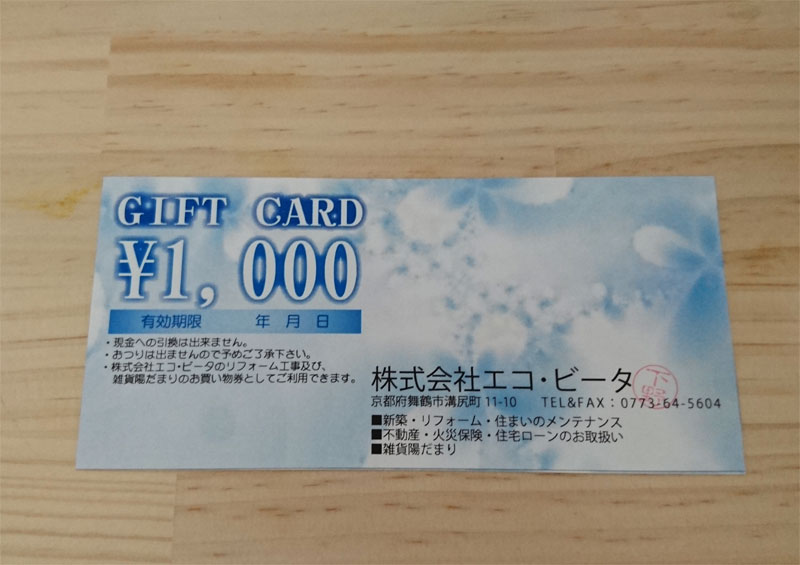 GIFT CARD
¥1,000
有効期限　　年 月 日
・現金への引換は出来ません。
・おつりは出ませんので予めご了承下さい。
・株式会社エコ・ビータのリフォーム工事及び、
雑貨陽だまりのお買い物券としてご利用できます。
株式会社エコ・ビータ
京都府舞鶴市溝尻町 11-10　TEL&FAX：0773-64-5604
■新築・リフォーム・住まいのメンテナンス
■不動産・火災保険・住宅ローンのお取扱い
■雑貨陽だまり